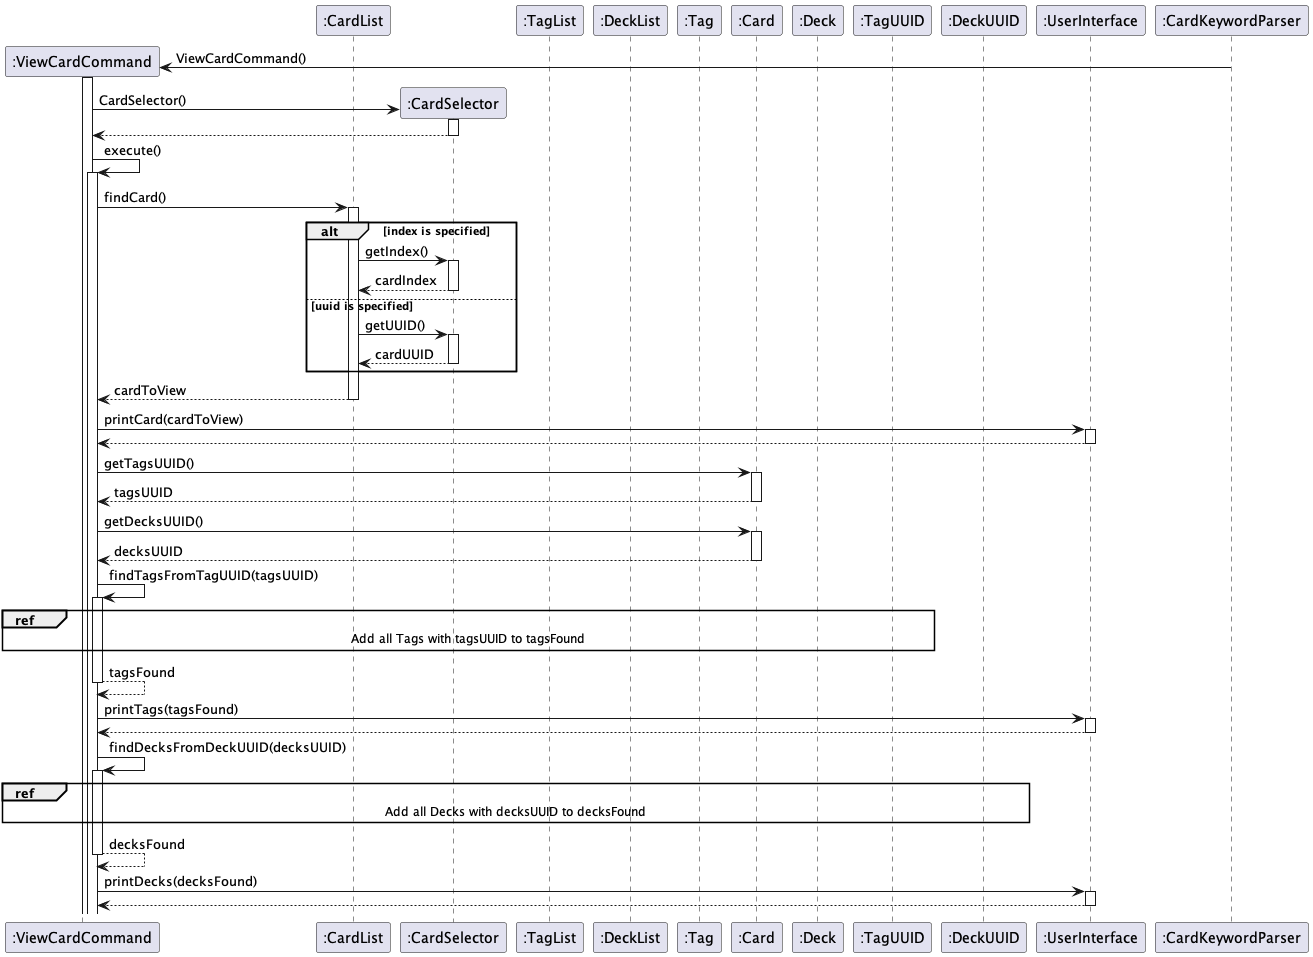 :CardList
:TagList
:DeckList
:Tag
:Card
:Deck
:TagUUID
:DeckUUID
:UserInterface
:CardKeywordParser
:ViewCardCommand
ViewCardCommand()
CardSelector()
:CardSelector
execute()
findCard()
alt
[index is specified]
getIndex()
cardIndex
[uuid is specified]
getUUID()
cardUUID
cardToView
printCard(cardToView)
getTagsUUID()
tagsUUID
getDecksUUID()
decksUUID
findTagsFromTagUUID(tagsUUID)
ref
Add all Tags with tagsUUID to tagsFound
tagsFound
printTags(tagsFound)
findDecksFromDeckUUID(decksUUID)
ref
Add all Decks with decksUUID to decksFound
decksFound
printDecks(decksFound)
:ViewCardCommand
:CardList
:CardSelector
:TagList
:DeckList
:Tag
:Card
:Deck
:TagUUID
:DeckUUID
:UserInterface
:CardKeywordParser